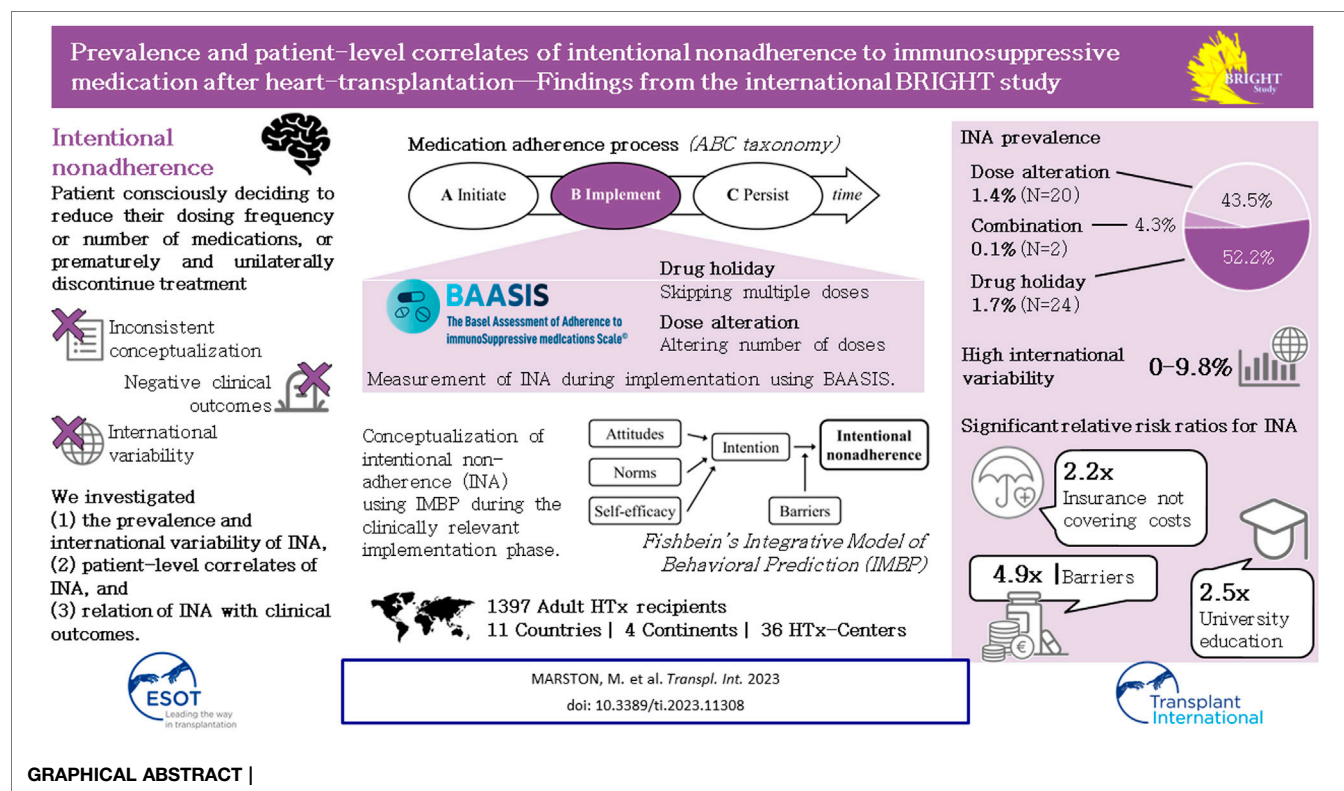 Prevalence and patient-level correlates of intentional nonadherence to immunosuppressive
medication after heart-transplantation—Findings from the international BRIGHT study
BRIGHT
Study
Intentional
nonadherence
Patient consciously deciding to
reduce their dosing frequency
or number of medications, or
prematurely and unilaterally
discontinue treatment
Inconsistent
conceptualization
Negative clinical
outcomes
International
variability
We investigated
(1) the prevalence and
international variability of INA,
(2) patient-level correlates of
INA, and
(3) relation of INA with clinical
outcomes.
Medication adherence process (ABC taxonomy)
A Initiate
B Implement
C Persist
time
BAASIS
The Basel Assessment of Adherence to
immunoSuppressive medIcations Scale©
Drug holiday
Skipping multiple doses
Dose alteration
Altering number of doses
Measurement of INA during implementation using BAASIS.
Conceptualization of
intentional non-
adherence (INA)
using IMBP during the
clinically relevant
implementation phase.
Attitudes
Norms
Self-efficacy
Intention
Barriers
Intentional
nonadherence
Fishbein's Integrative Model of
Behavioral Prediction (IMBP)
1397 Adult HTx recipients
11 Countries | 4 Continents | 36 HTx-Centers
INA prevalence
Dose alteration
1.4% (N=20)
43.5%
Combination
0.1% (N=2)
4.3%
Drug holiday
1.7% (N=24)
52.2%
High international
variability
0-9.8%
Significant relative risk ratios for INA
2.2x
Insurance not
covering costs
4.9x | Barriers
€
2.5x
University
education
ESOT
Leading the way
in transplantation
MARSTON, M. et al. Transpl. Int. 2023
doi: 10.3389/ti.2023.11308
Transplant
International
GRAPHICAL ABSTRACT |